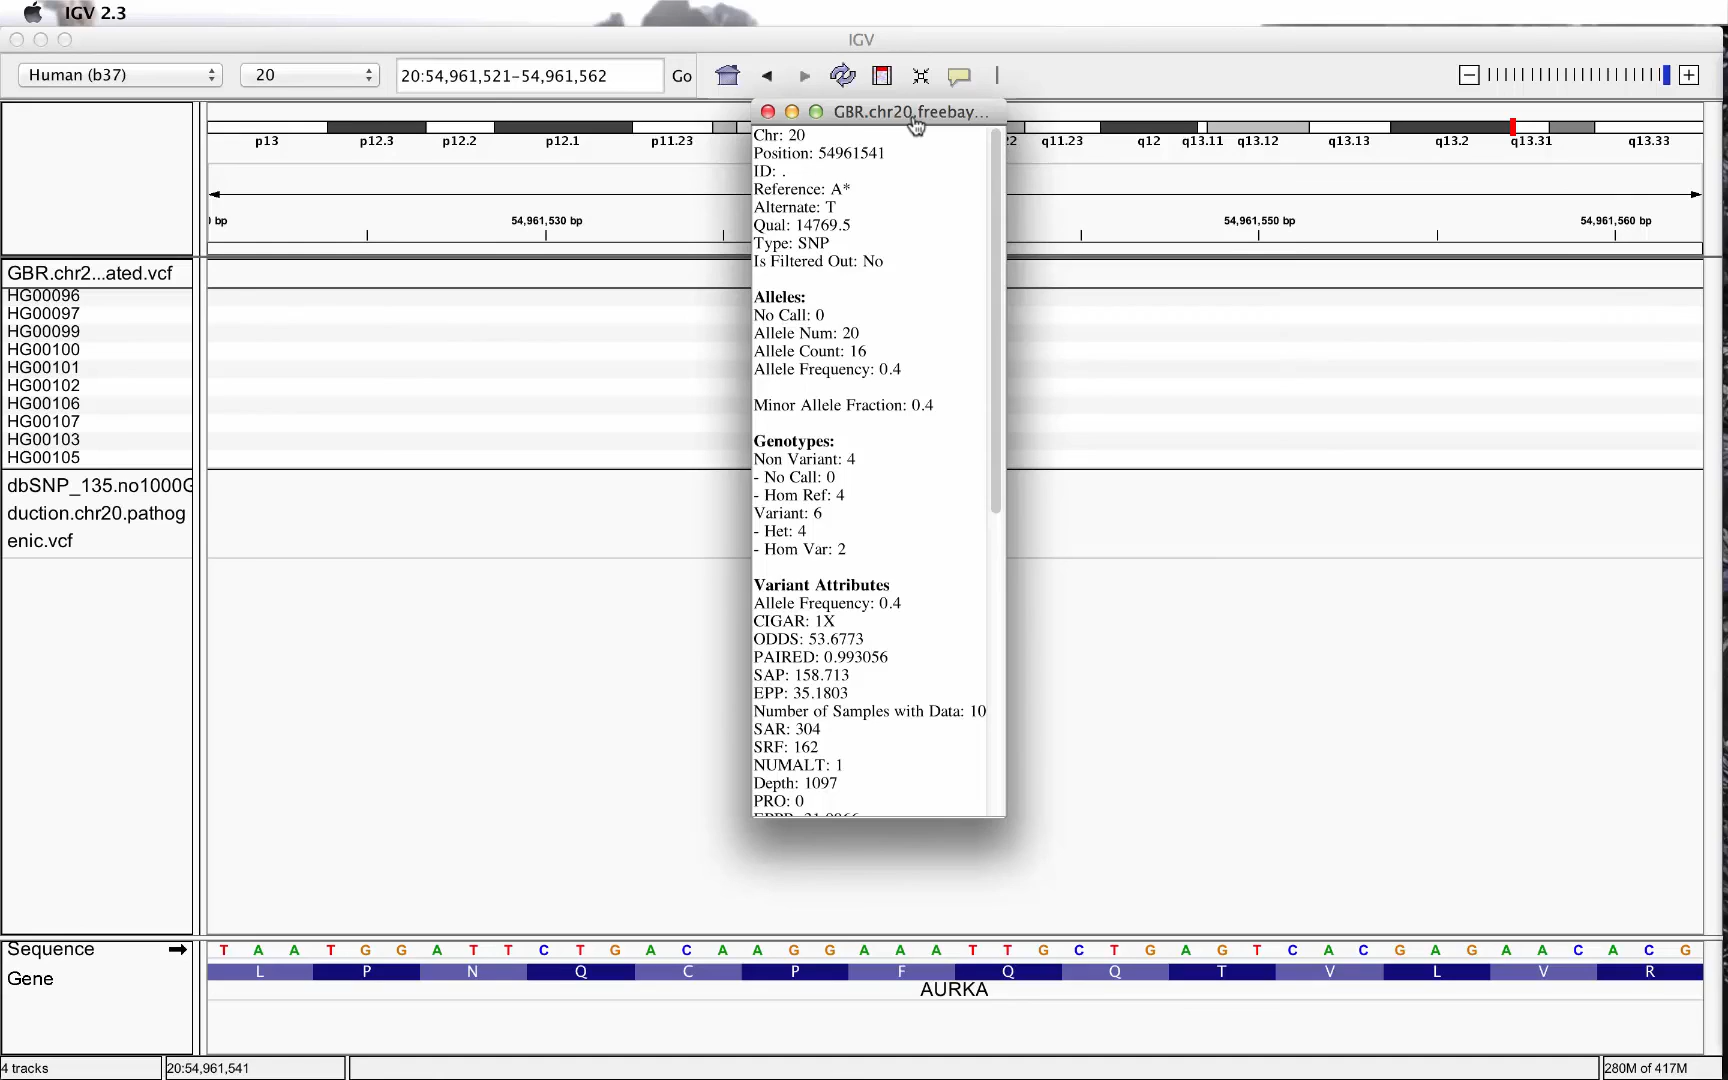 IGV 2.3
IGV
Human (b37)
20
20:54,961,521-54,961,562
Go
GBR.chr20.freebay...
p13 p12.3 p12.2 p12.1 p11.23 q11.23 q12 q13.11 q13.12 q13.13 q13.2 q13.31 q13.33
bp 54,961,530 bp 54,961,550 bp 54,961,560 bp
Chr: 20
Position: 54961541
ID: .
Reference: A*
Alternate: T
Qual: 14769.5
Type: SNP
Is Filtered Out: No
Alleles:
No Call: 0
Allele Num: 20
Allele Count: 16
Allele Frequency: 0.4
Minor Allele Fraction: 0.4
Genotypes:
Non Variant: 4
- No Call: 0
- Hom Ref: 4
Variant: 6
- Het: 4
- Hom Var: 2
Variant Attributes
Allele Frequency: 0.4
CIGAR: 1X
ODDS: 53.6773
PAIRED: 0.993056
SAP: 158.713
EPP: 35.1803
Number of Samples with Data: 10
SAR: 304
SRF: 162
NUMALT: 1
Depth: 1097
PRO: 0
GBR.chr2...ated.vcf
HG00096
HG00097
HG00099
HG00100
HG00101
HG00102
HG00106
HG00107
HG00103
HG00105
dbSNP_135.no1000G
duction.chr20.pathog
enic.vcf
Sequence T A A T G G A T T C T G A C A A G G A A A T T G C T G A G T C A C G A G A A C A C G
Gene L P N Q C P F Q Q T V L V R
AURKA
4 tracks 20:54,961,541 280M of 417M